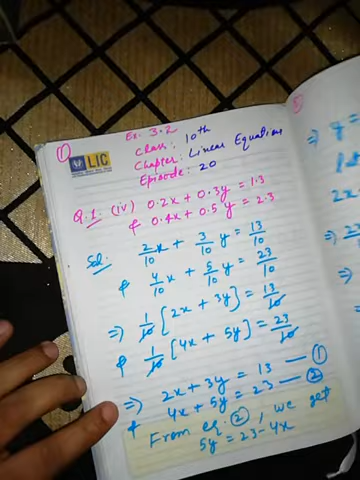 ①
Ex: 3.2
Class: 10th
Chapter: Linear Equations
Episode: 20
LIC
Q.1: (iv) 0.2x + 0.3y = 1.3
& 0.4x + 0.5y = 2.3
Sol: 2/10 x + 3/10 y = 13/10
& 4/10 x + 5/10 y = 23/10
⇒ 1/10 [2x + 3y] = 13/10
& 1/10 [4x + 5y] = 23/10
⇒ 2x + 3y = 13 — ①
& 4x + 5y = 23 — ②
From eq. ②, we get
5y = 23 - 4x
⇒ y =
2x
⇒
⇒